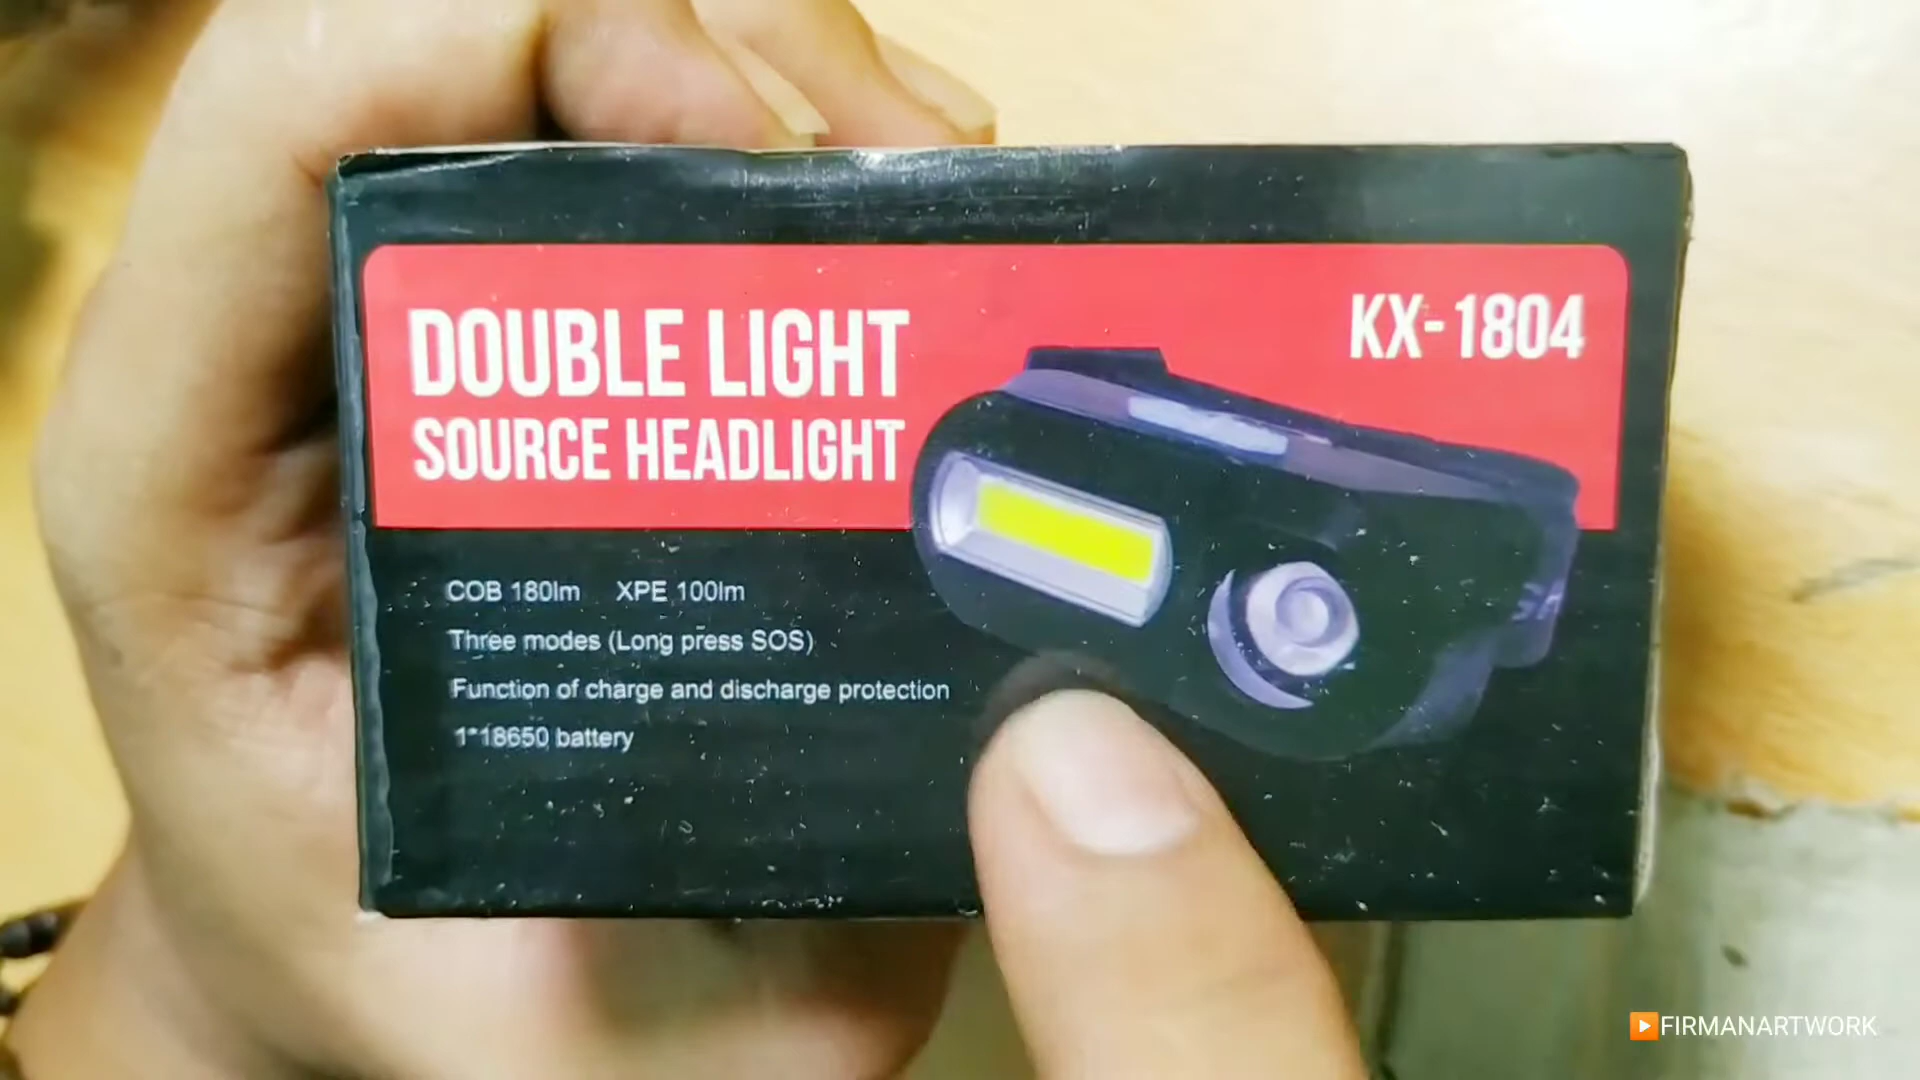 DOUBLE LIGHT
SOURCE HEADLIGHT
KX-1804
COB 180lm XPE 100lm
Three modes (Long press SOS)
Function of charge and discharge protection
1*18650 battery
FIRMANARTWORK